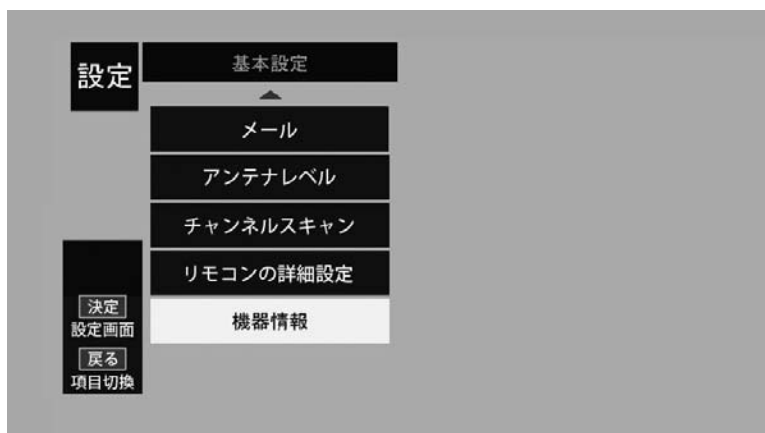 設定
基本設定
メール
アンテナレベル
チャンネルスキャン
リモコンの詳細設定
機器情報
決定
設定画面
戻る
項目切換